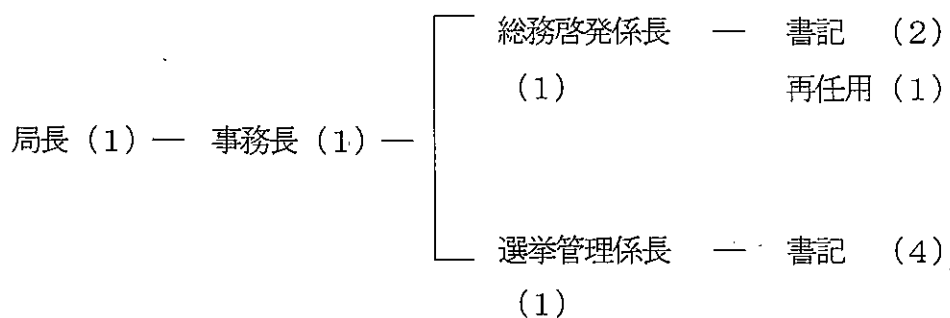 総務啓発係長 ― 書記 (2)
(1) 再任用 (1)
局長 (1) ― 事務長 (1) ―
選挙管理係長 ― 書記 (4)
(1)